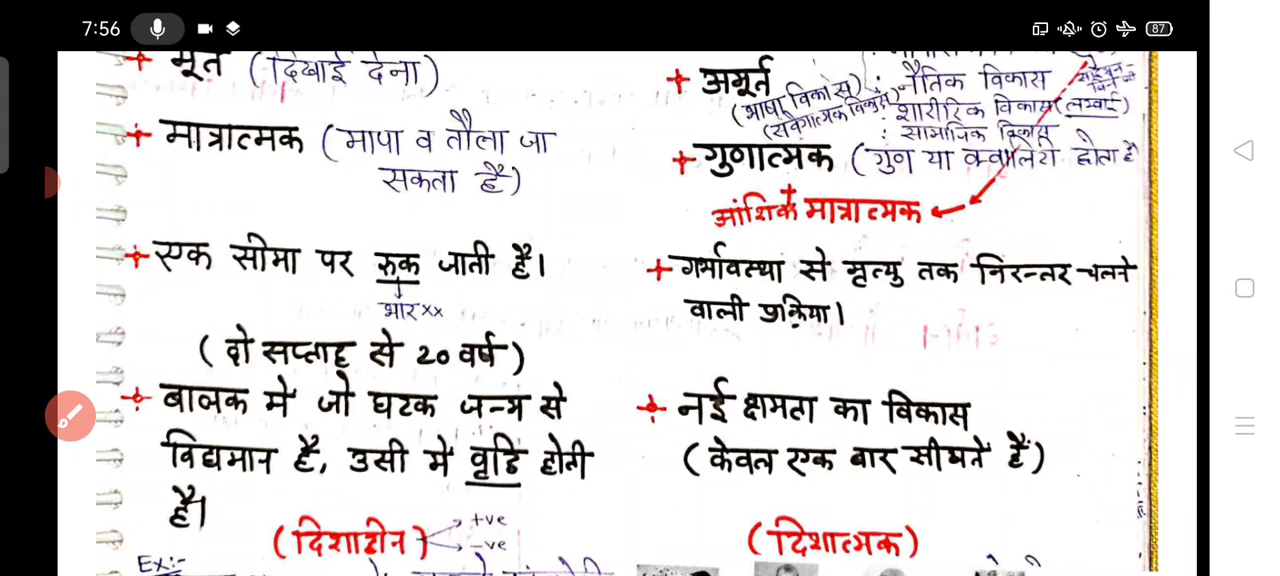 7:56
87
+ मूर्त (दिखाई देना)
+ मात्रात्मक (मापा व तौला जा
सकता है)
+ एक सीमा पर रुक जाती है।
भार xx
(दो सप्ताह से 20 वर्ष)
+ बालक में जो घटक जन्म से
विद्यमान है, उसी में वृद्धि होती
है।
(दिशाहीन) +ve
-ve
Ex:-
+ अमूर्त : नैतिक विकास
(भाषा विकास) : शारीरिक विकास (लम्बाई)
(संवेगात्मक विकास) : सामाजिक विकास
+ गुणात्मक (गुण या क्वालिटी होता है)
+
आंशिक मात्रात्मक
+ गर्भावस्था से मृत्यु तक निरन्तर चलने
वाली प्रक्रिया।
+ नई क्षमता का विकास
(केवल एक बार सीखते हैं)
(दिशात्मक)